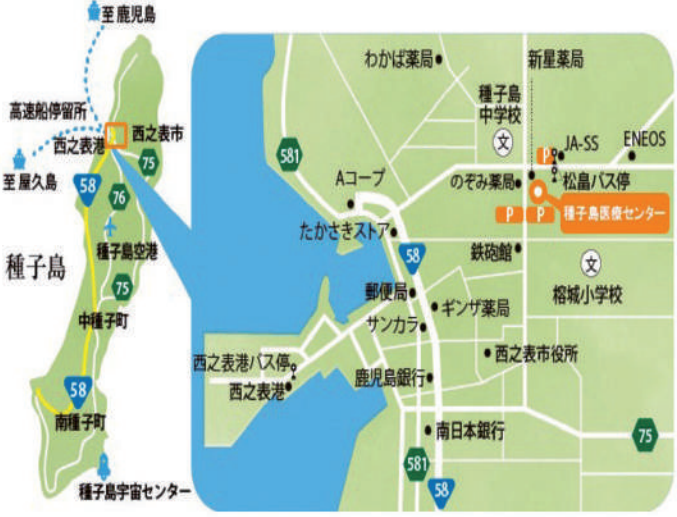 至 鹿児島
高速船停留所
西之表港
西之表市
至 屋久島
75
58
76
種子島空港
種子島
75
中種子町
58
南種子町
種子島宇宙センター
わかば薬局
新星薬局
種子島
中学校
文
581
P
JA-SS
ENEOS
Aコープ
のぞみ薬局
松畠バス停
P
P
種子島医療センター
たかさきストア
58
鉄砲館
文
榕城小学校
郵便局
ギンザ薬局
サンカラ
西之表港バス停
西之表港
西之表市役所
鹿児島銀行
南日本銀行
75
581
58